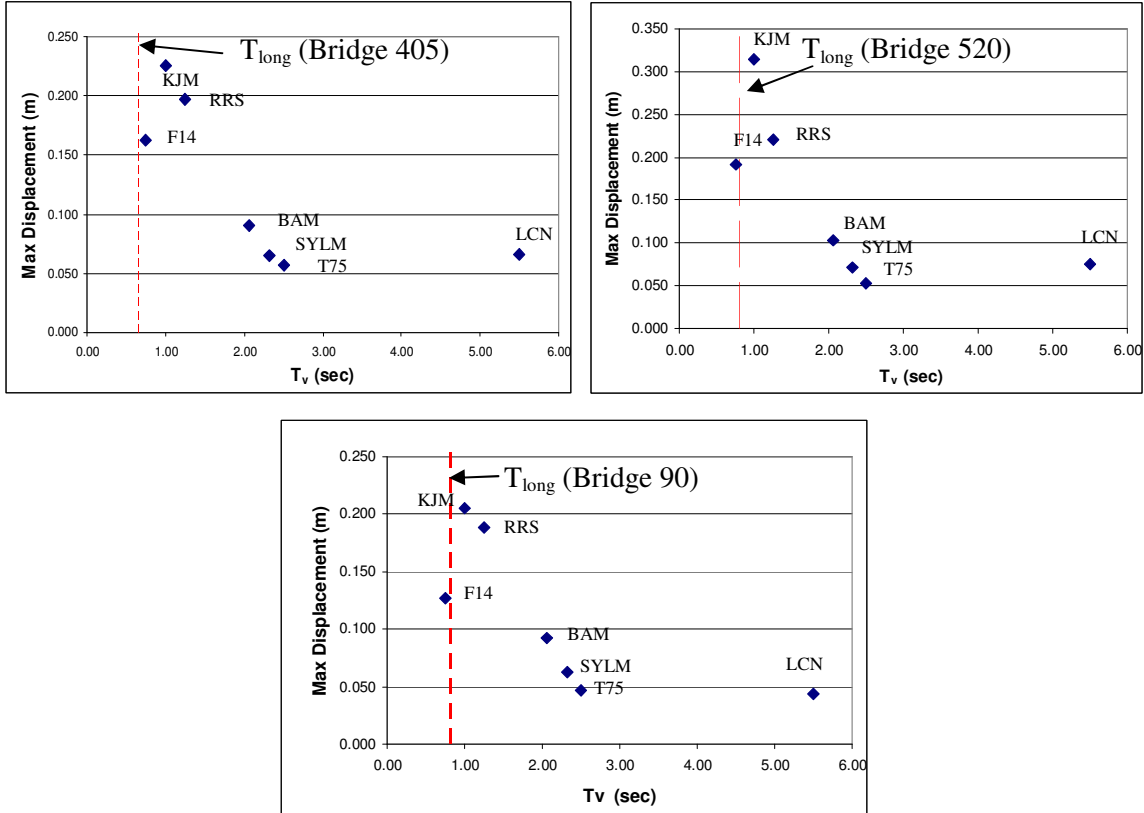 T_long (Bridge 405)
Max Displacement (m)
0.250
0.200
0.150
0.100
0.050
0.000
KJM
RRS
F14
BAM
SYLM
T75
LCN
0.00 1.00 2.00 3.00 4.00 5.00 6.00
T_v (sec)
T_long (Bridge 520)
Max Displacement (m)
0.350
0.300
0.250
0.200
0.150
0.100
0.050
0.000
KJM
RRS
F14
BAM
SYLM
T75
LCN
0.00 1.00 2.00 3.00 4.00 5.00 6.00
T_v (sec)
T_long (Bridge 90)
Max Displacement (m)
0.250
0.200
0.150
0.100
0.050
0.000
KJM
RRS
F14
BAM
SYLM
T75
LCN
0.00 1.00 2.00 3.00 4.00 5.00 6.00
Tv (sec)